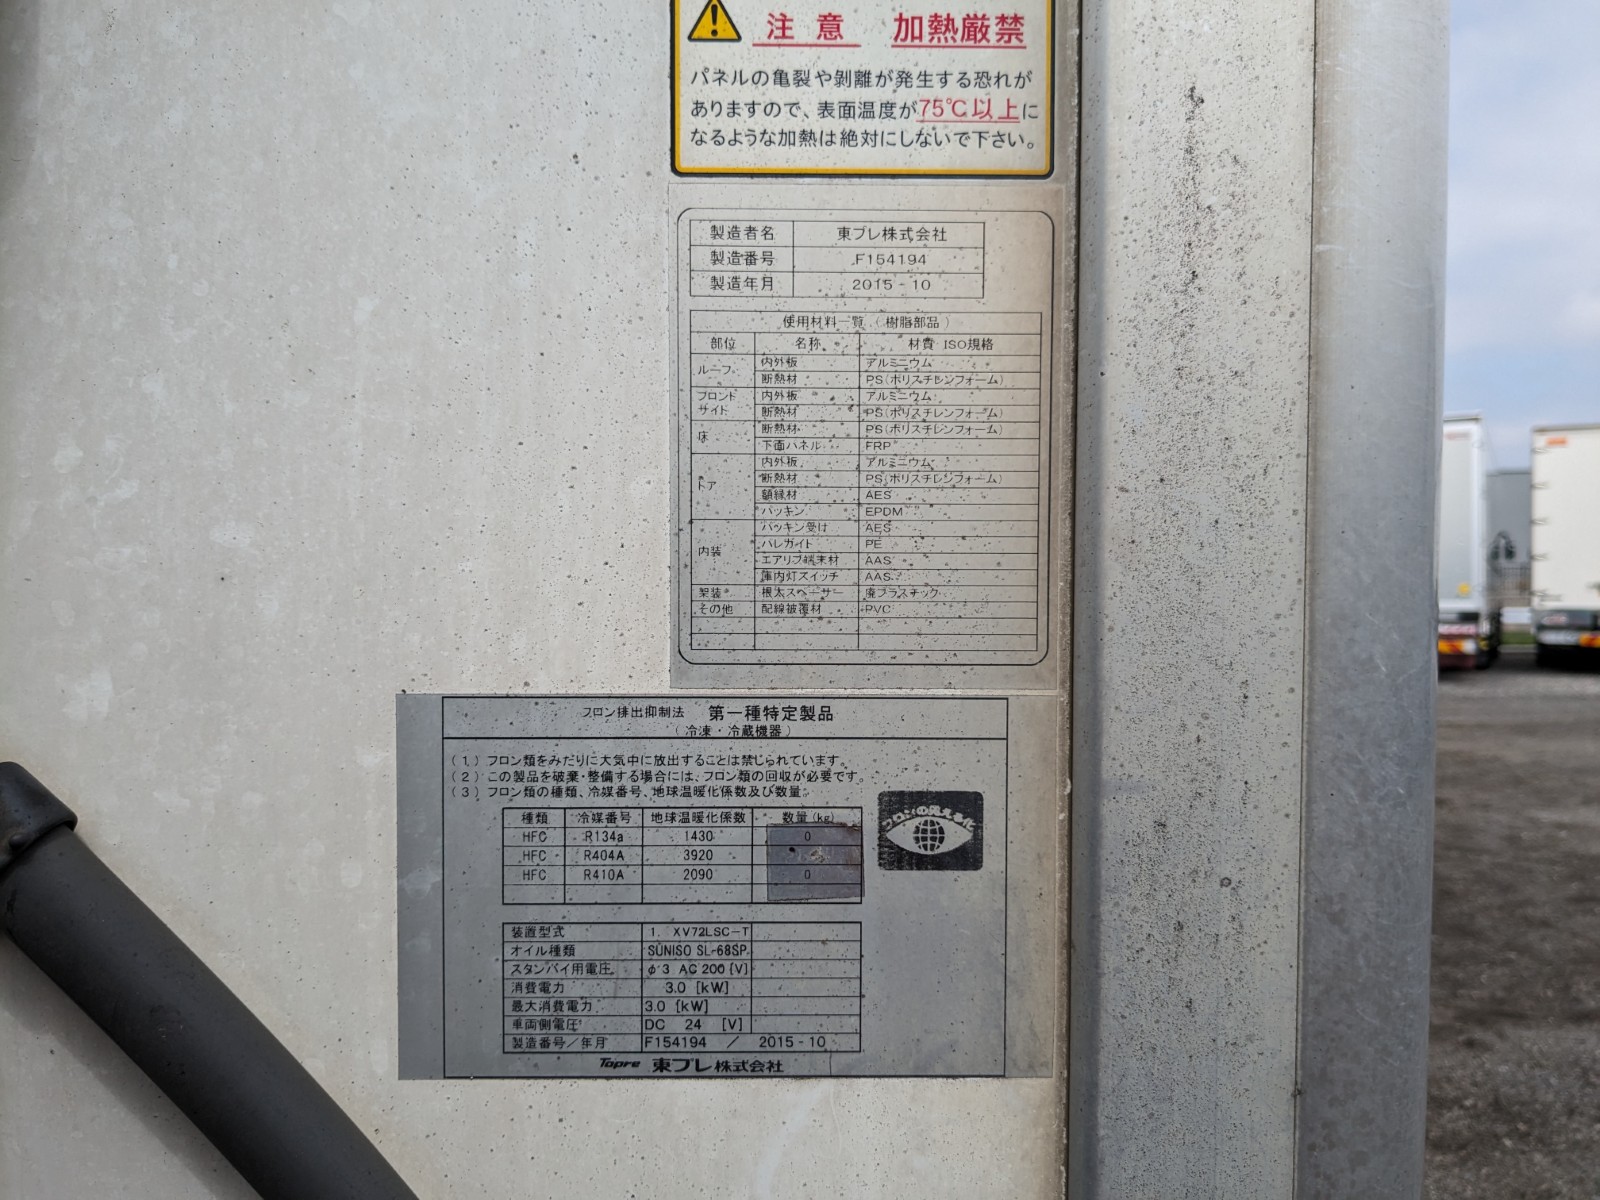 注意 加熱厳禁
パネルの亀裂や剥離が発生する恐れが
ありますので、表面温度が75℃以上に
なるような加熱は絶対にしないで下さい。
製造者名 東プレ株式会社
製造番号 F154194
製造年月 2015-10
使用材料一覧(樹脂部品)
部位 名称 材質 ISO規格
ルーフ 内外板 アルミニウム
断熱材 PS(ポリスチレンフォーム)
フロント サイド 内外板 アルミニウム
断熱材 PS(ポリスチレンフォーム)
床 断熱材 PS(ポリスチレンフォーム)
下面パネル FRP
ドア 内外板 アルミニウム
断熱材 PS(ポリスチレンフォーム)
額縁材 AES
パッキン EPDM
内装 パッキン受け AES
パレガイト PE
エアリブ端末材 AAS
庫内灯スイッチ AAS
架装 根太スペーサー 廃プラスチック
その他 配線被覆材 PVC
フロン排出抑制法 第一種特定製品
(冷凍・冷蔵機器)
(1)フロン類をみだりに大気中に放出することは禁じられています。
(2)この製品を破棄・整備する場合には、フロン類の回収が必要です。
(3)フロン類の種類、冷媒番号、地球温暖化係数及び数量。
種類 冷媒番号 地球温暖化係数 数量(kg)
HFC R134a 1430 0
HFC R404A 3920
HFC R410A 2090 0
フロンの見える化
装置型式 1. XV72LSC-T
オイル種類 SUNISO SL-68SP
スタンバイ用電圧 φ3 AC 200 [V]
消費電力 3.0 [kW]
最大消費電力 3.0 [kW]
車両側電圧 DC 24 [V]
製造番号/年月 F154194 / 2015-10
Topre 東プレ株式会社